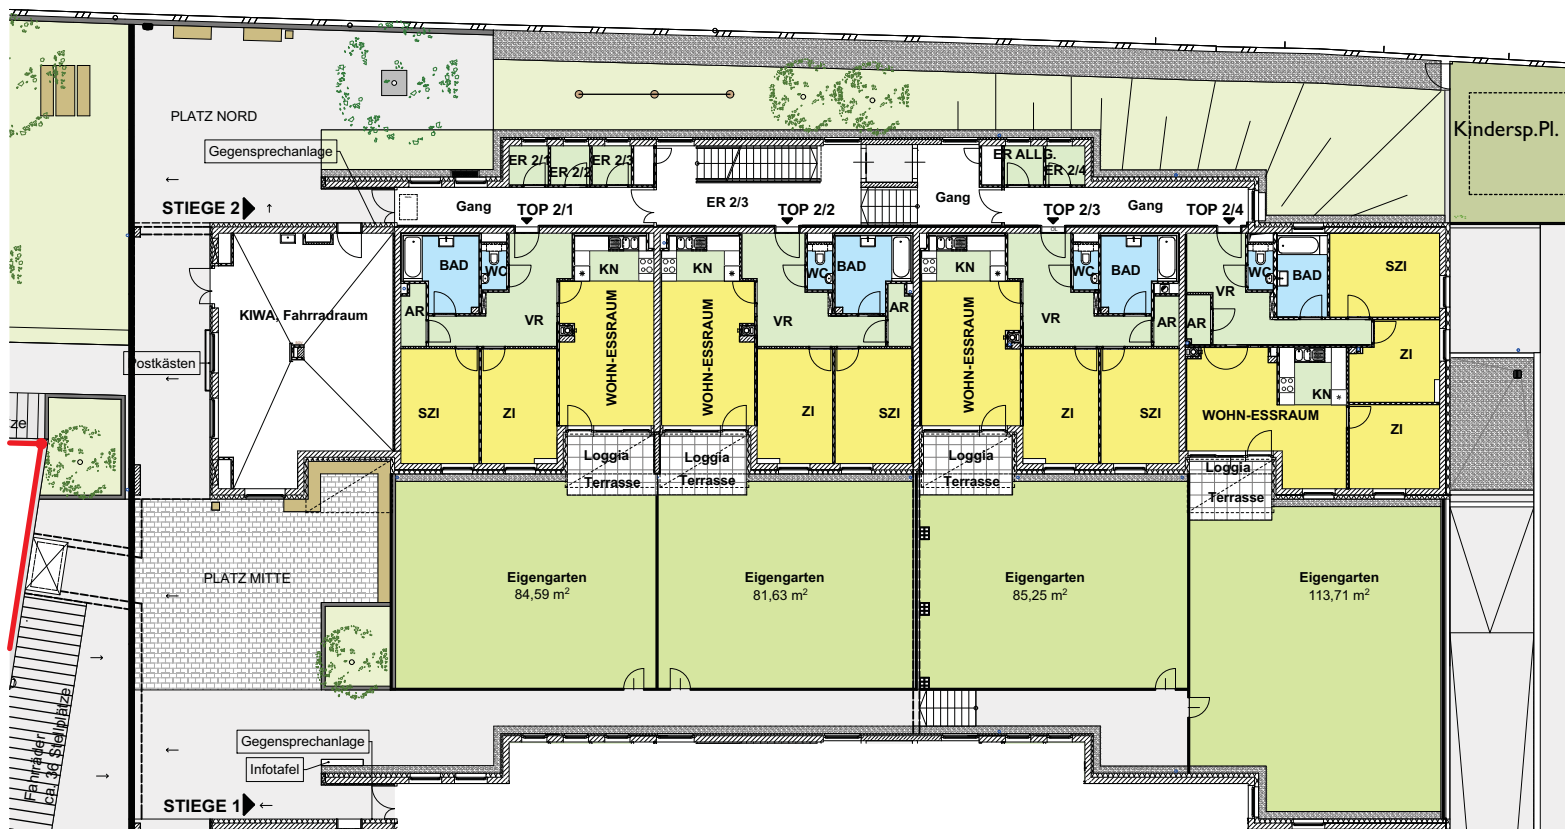 PLATZ NORD
Kindersp.Pl.
Gegensprechanlage
ER 2/1
ER 2/2
ER 2/3
ER ALLG.
ER 2/4
STIEGE 2
Gang
TOP 2/1
ER 2/3
TOP 2/2
Gang
TOP 2/3
Gang
TOP 2/4
BAD
WC
KN
KN
WC
BAD
KN
WC
BAD
WC
BAD
SZI
KIWA, Fahrradraum
AR
VR
WOHN-ESSRAUM
WOHN-ESSRAUM
VR
AR
WOHN-ESSRAUM
VR
AR
VR
AR
ZI
Postkästen
SZI
ZI
ZI
SZI
ZI
SZI
WOHN-ESSRAUM
KN
ZI
ze
Loggia
Terrasse
Loggia
Terrasse
Loggia
Terrasse
Loggia
Terrasse
PLATZ MITTE
Eigengarten
84,59 m²
Eigengarten
81,63 m²
Eigengarten
85,25 m²
Eigengarten
113,71 m²
Fahrräder
ca. 36 Stellplätze
Gegensprechanlage
Infotafel
STIEGE 1